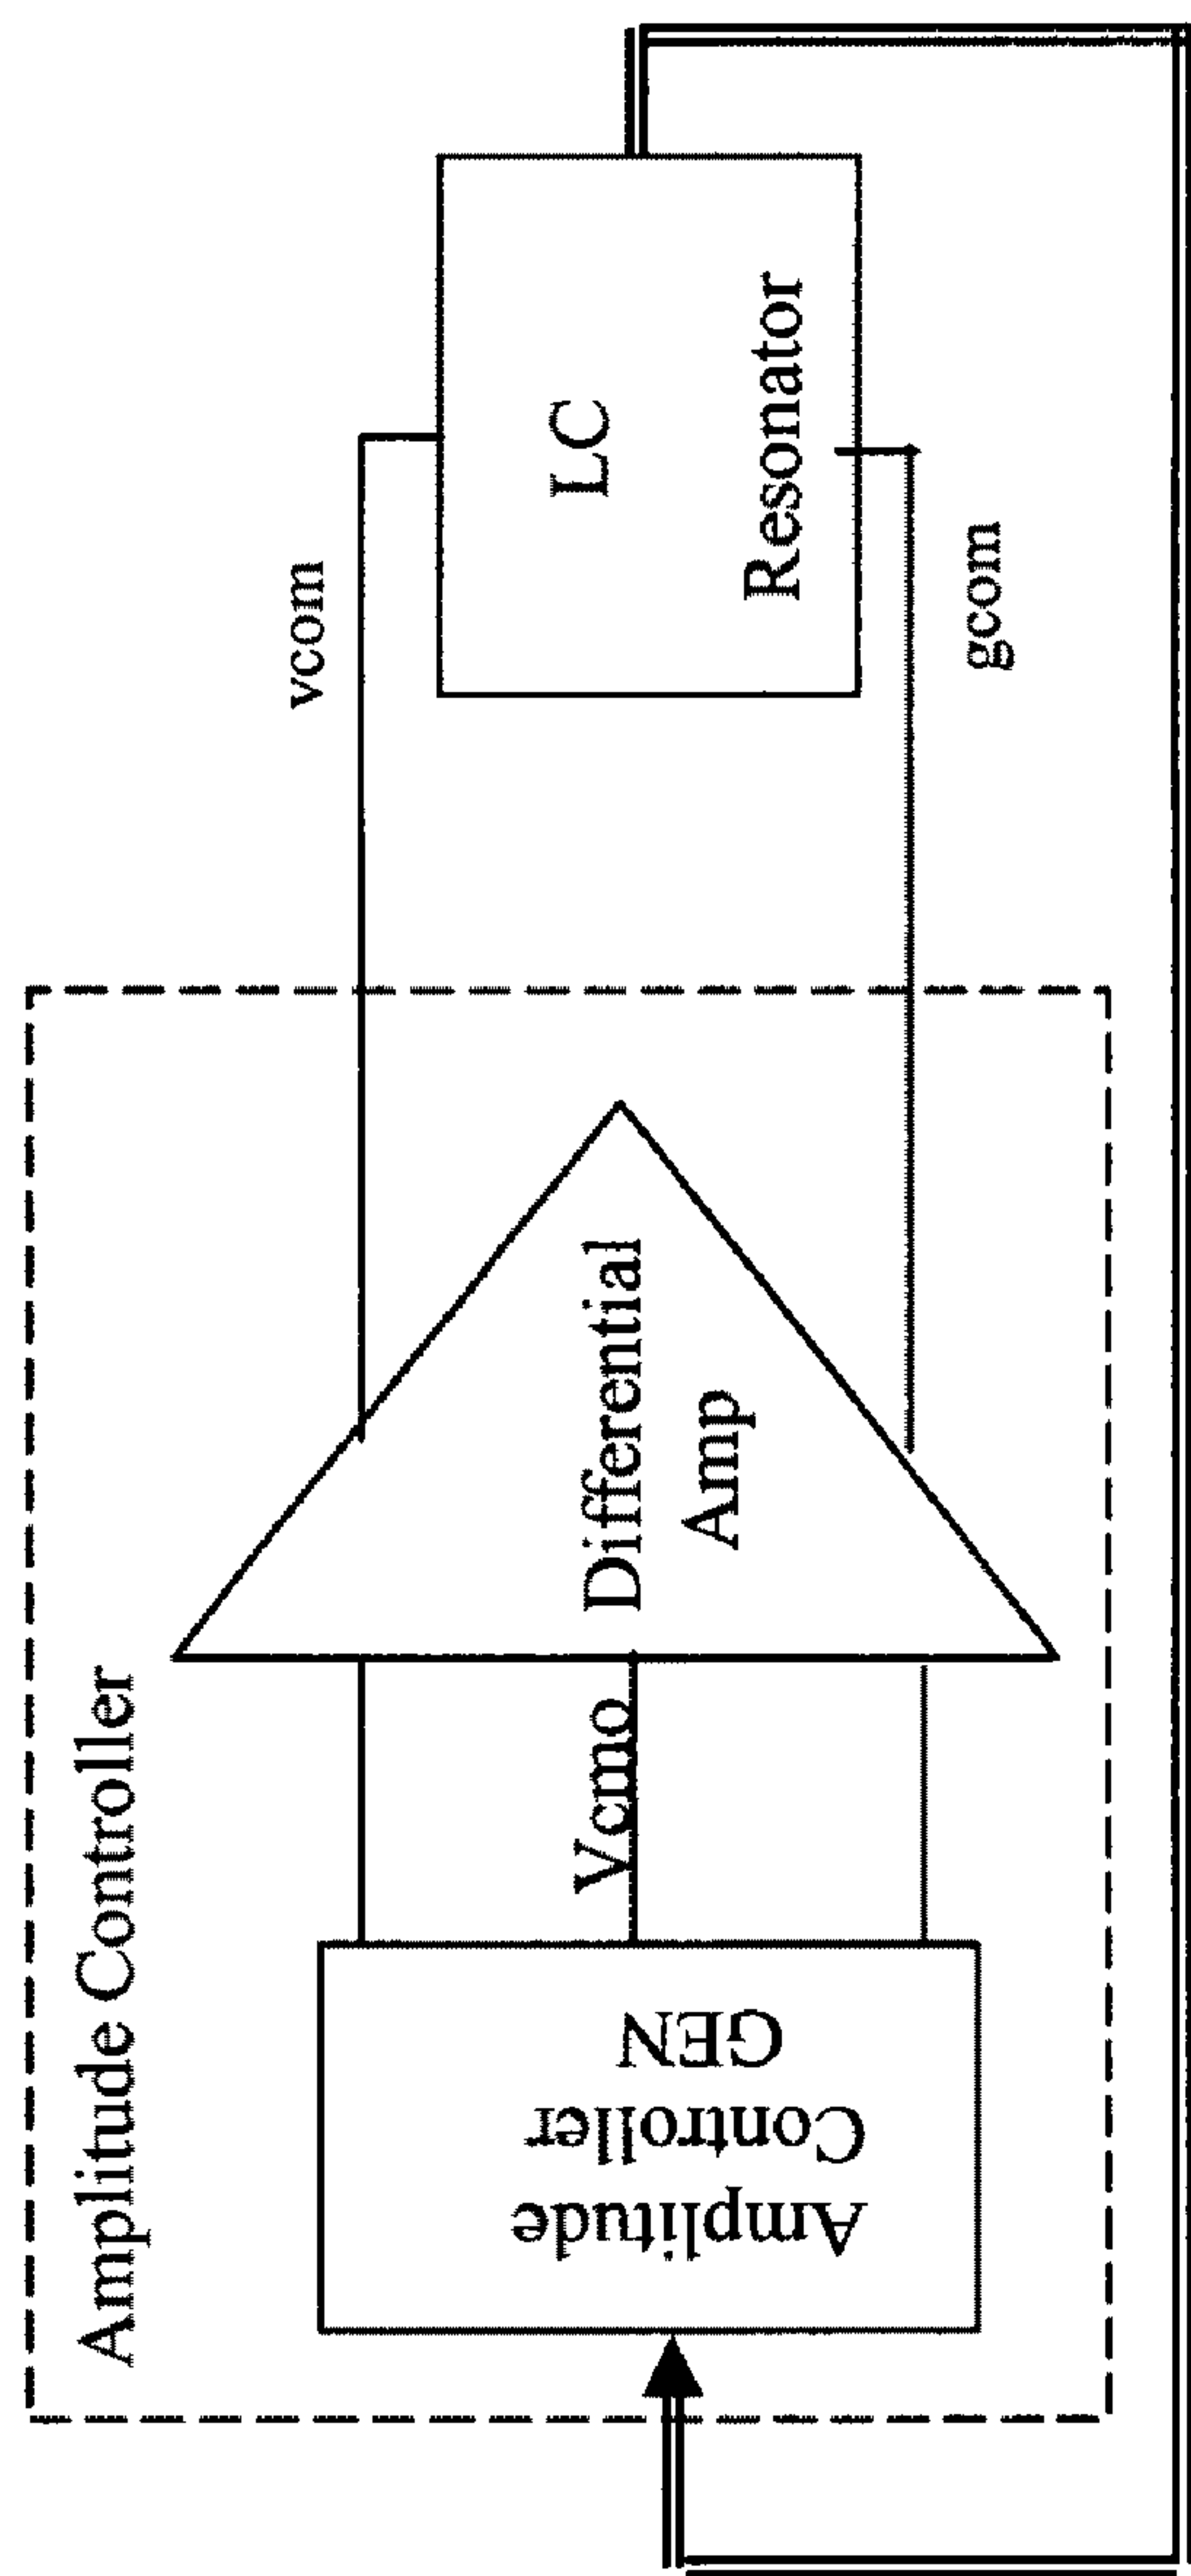 Amplitude Controller
Amplitude
Controller
GEN
Vcmo
Differential
Amp
vcom
gcom
LC
Resonator